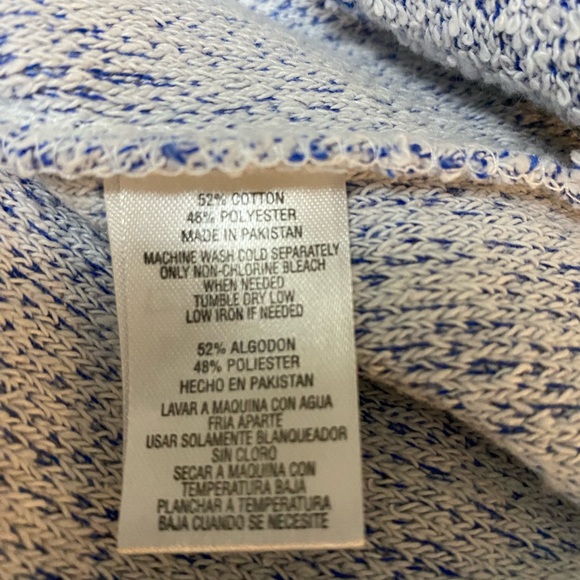 52% COTTON
48% POLYESTER
MADE IN PAKISTAN
MACHINE WASH COLD SEPARATELY
ONLY NON-CHLORINE BLEACH
WHEN NEEDED
TUMBLE DRY LOW
LOW IRON IF NEEDED
52% ALGODON
48% POLIESTER
HECHO EN PAKISTAN
LAVAR A MAQUINA CON AGUA
FRIA APARTE
USAR SOLAMENTE BLANQUEADOR
SIN CLORO
SECAR A MAQUINA CON
TEMPERATURA BAJA
PLANCHAR A TEMPERATURA
BAJA CUANDO SE NECESITE